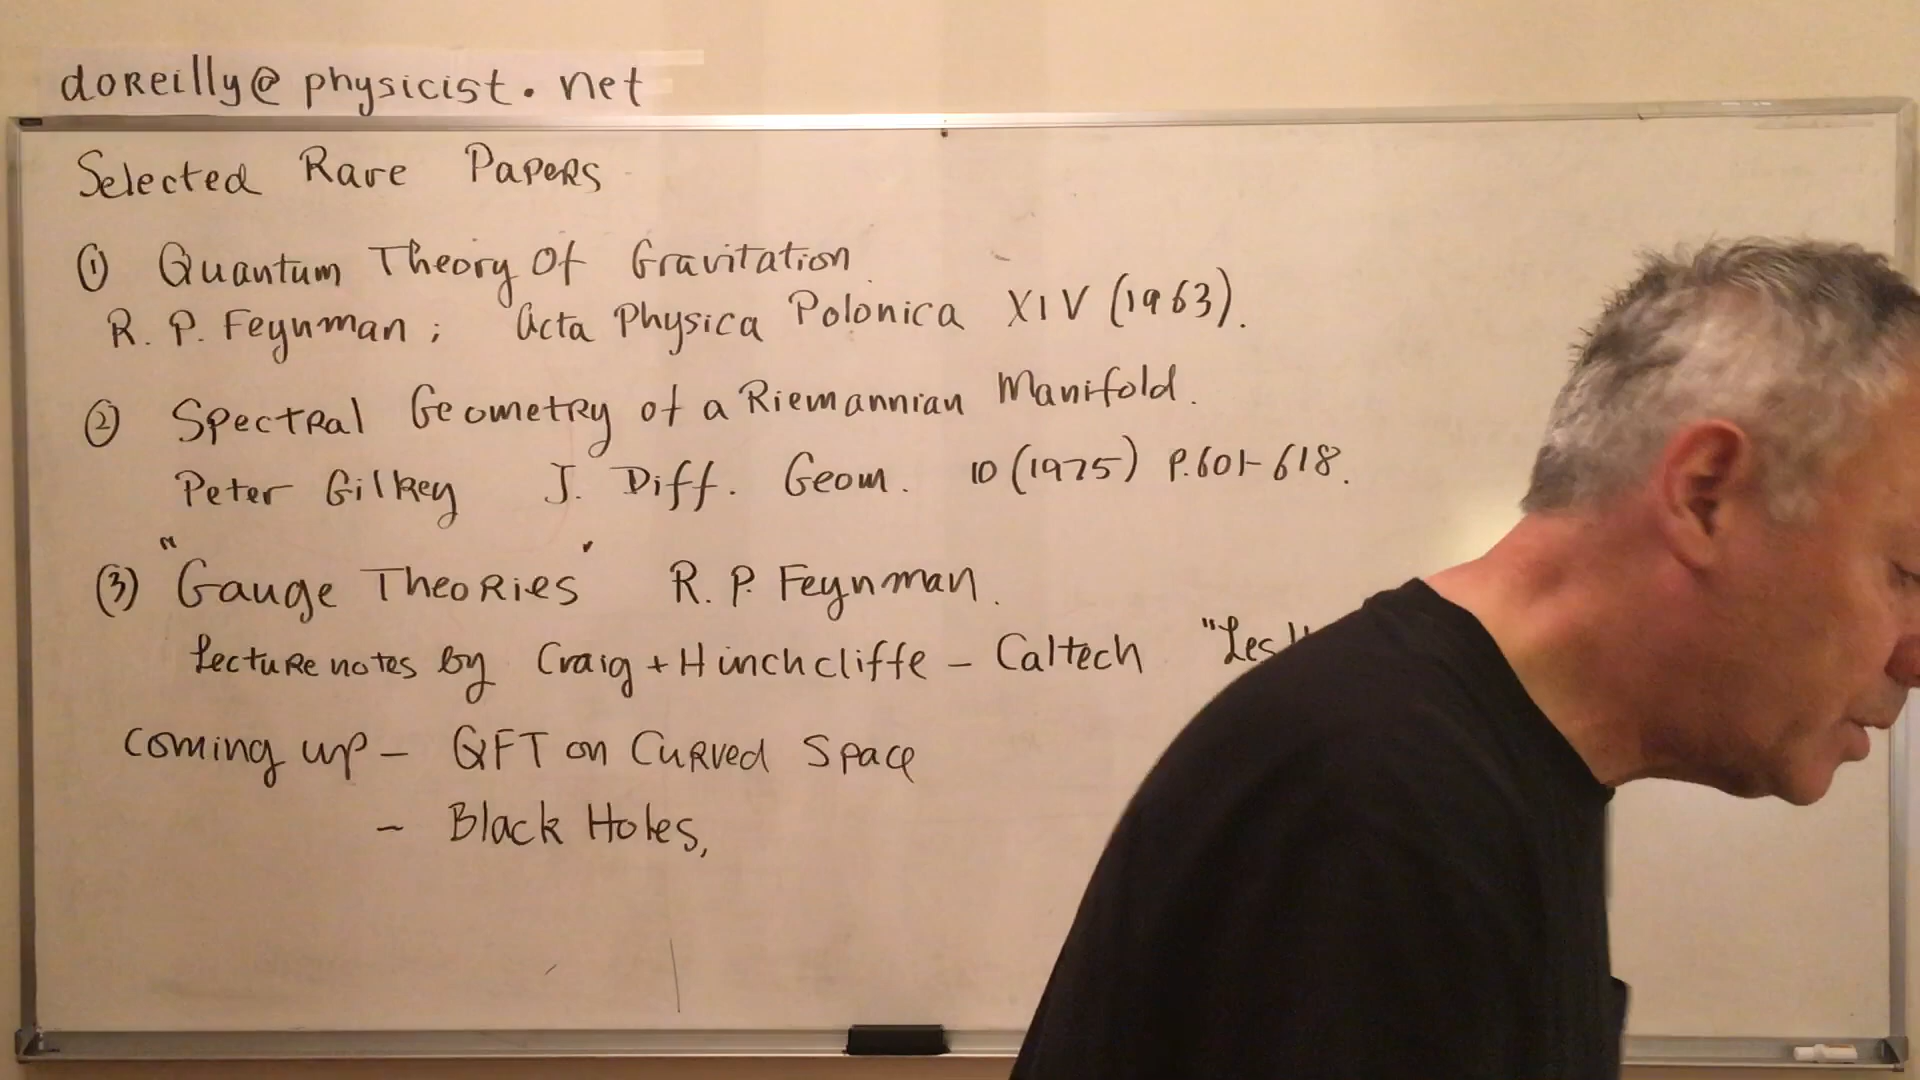 doreilly@physicist.net
Selected Rare Papers
① Quantum Theory Of Gravitation
R. P. Feynman; Acta Physica Polonica XIV (1963).
② Spectral Geometry of a Riemannian Manifold.
Peter Gilkey J. Diff. Geom. 10 (1975) P.601-618.
(3) "Gauge Theories" R. P. Feynman.
Lecture notes by Craig + Hinchcliffe - Caltech "Les
Coming up - QFT on Curved Space
- Black Holes,